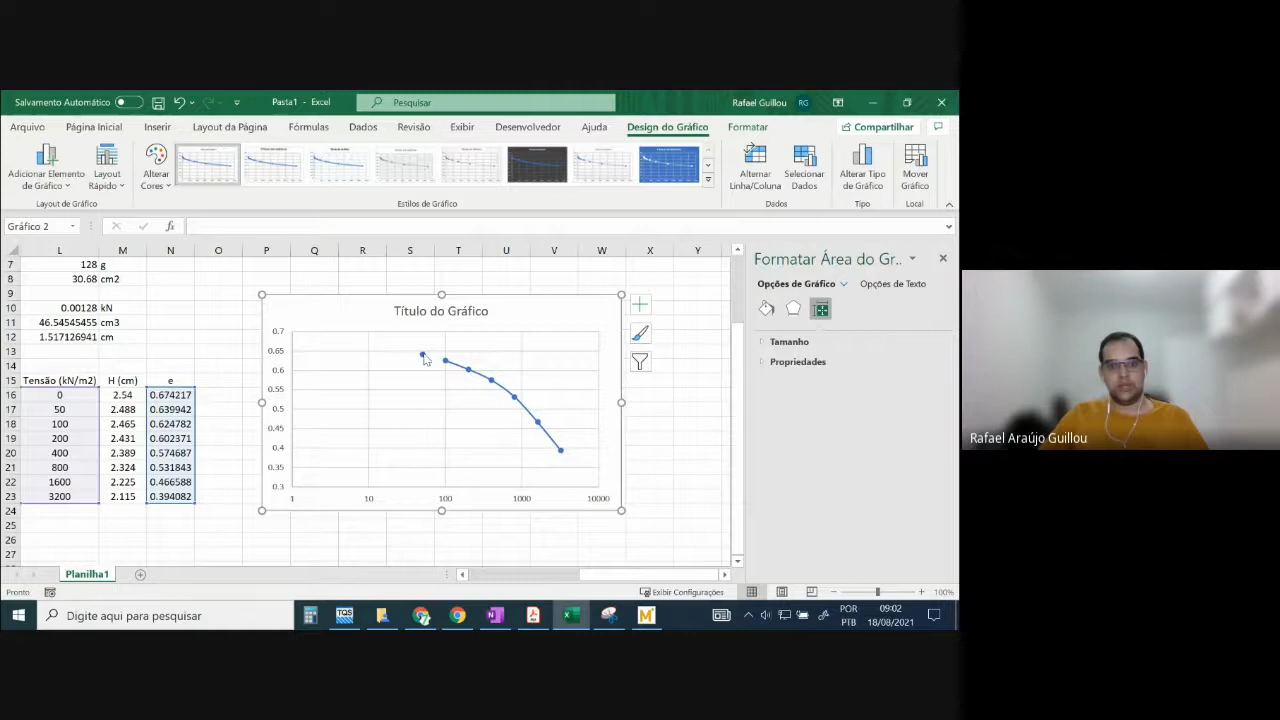 Salvamento Automático
Pasta1 - Excel
Pesquisar
Rafael Guillou
RG
Arquivo
Página Inicial
Inserir
Layout da Página
Fórmulas
Dados
Revisão
Exibir
Desenvolvedor
Ajuda
Design do Gráfico
Formatar
Compartilhar
Adicionar Elemento
de Gráfico
Layout
Rápido
Alterar
Cores
Alternar
Linha/Coluna
Selecionar
Dados
Alterar Tipo
de Gráfico
Mover
Gráfico
Layout de Gráfico
Estilos de Gráfico
Dados
Tipo
Local
Gráfico 2
fx
L M N O P Q R S T U V W X Y
7 128 g
8 30.68 cm2
9
10 0.00128 kN
11 46.54545455 cm3
12 1.517126941 cm
13
14
15 Tensão (kN/m2) H (cm) e
16 0 2.54 0.674217
17 50 2.488 0.639942
18 100 2.465 0.624782
19 200 2.431 0.602371
20 400 2.389 0.574687
21 800 2.324 0.531843
22 1600 2.225 0.466588
23 3200 2.115 0.394082
24
25
26
27
Título do Gráfico
0.7
0.65
0.6
0.55
0.5
0.45
0.4
0.35
0.3
1 10 100 1000 10000
Formatar Área do Gr...
Opções de Gráfico
Opções de Texto
Tamanho
Propriedades
Rafael Araújo Guillou
Planilha1
Pronto
Exibir Configurações
100%
Digite aqui para pesquisar
TQS
POR
PTB
09:02
18/08/2021